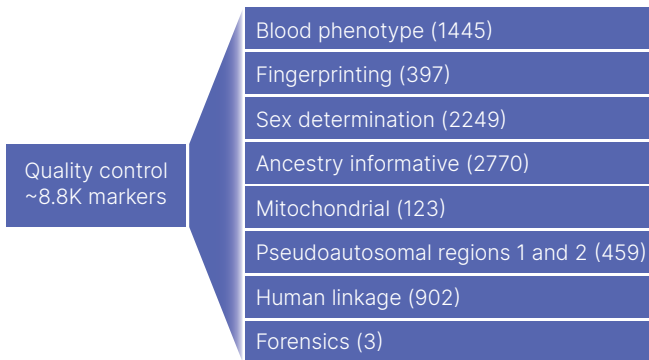 Quality control
~8.8K markers
Blood phenotype (1445)
Fingerprinting (397)
Sex determination (2249)
Ancestry informative (2770)
Mitochondrial (123)
Pseudoautosomal regions 1 and 2 (459)
Human linkage (902)
Forensics (3)